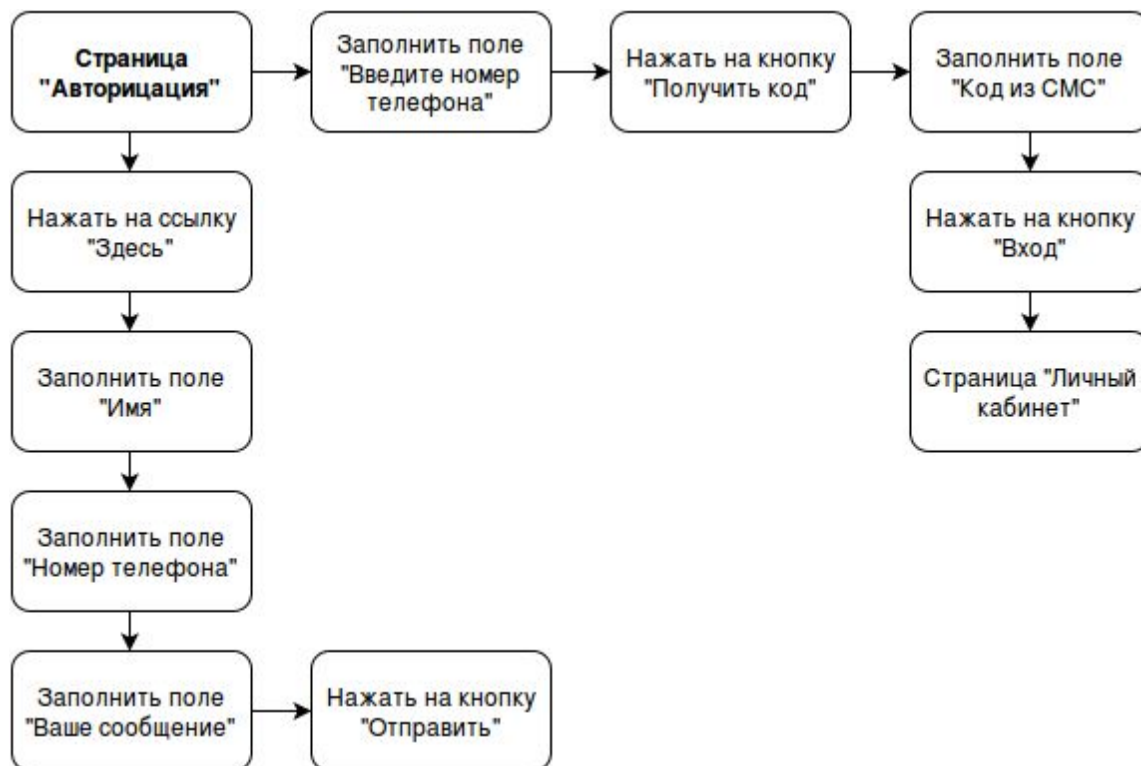 Страница
"Авторицация"
Заполнить поле
"Введите номер
телефона"
Нажать на кнопку
"Получить код"
Заполнить поле
"Код из СМС"
Нажать на ссылку
"Здесь"
Нажать на кнопку
"Вход"
Заполнить поле
"Имя"
Страница "Личный
кабинет"
Заполнить поле
"Номер телефона"
Заполнить поле
"Ваше сообщение"
Нажать на кнопку
"Отправить"